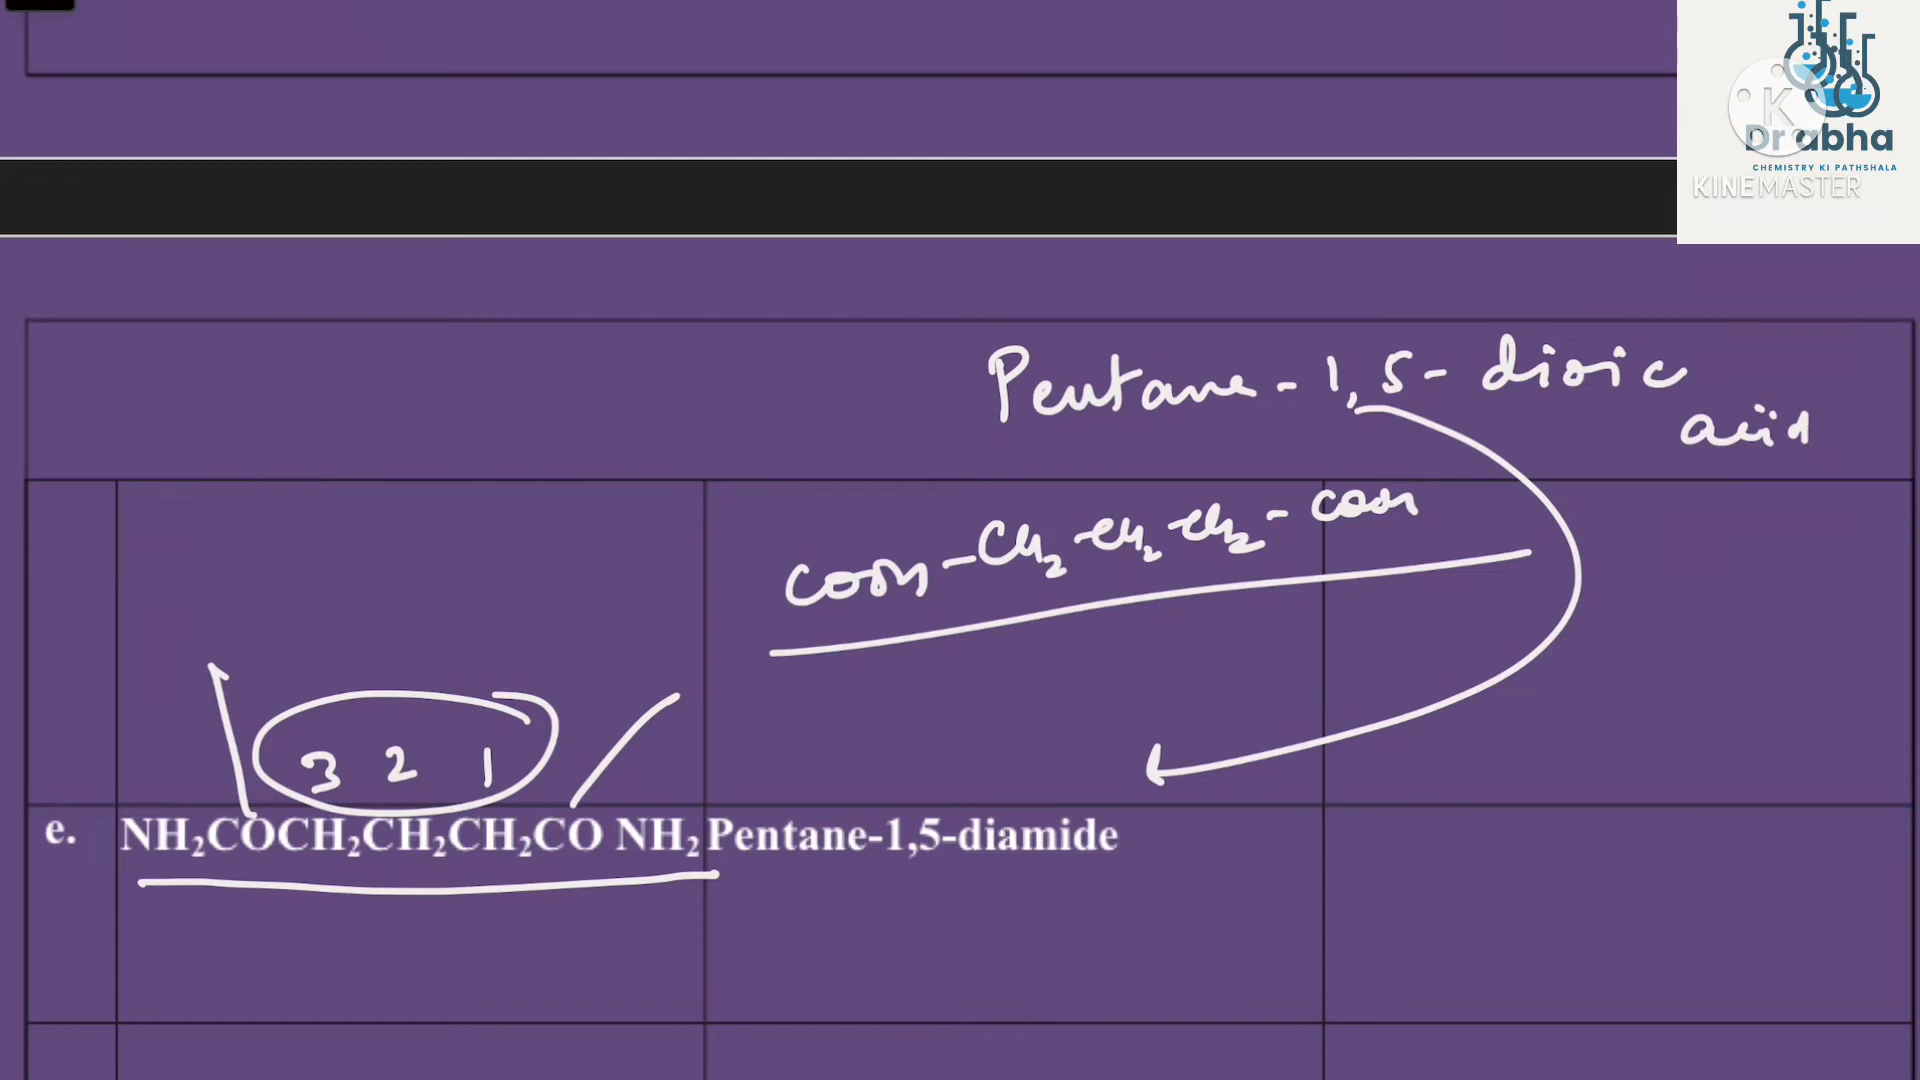 Dr abha
CHEMISTRY KI PATHSHALA
KINEMASTER
Pentane-1,5-dioic
acid
COOH-CH₂-CH₂-CH₂-COOH
3 2 1
e. NH₂COCH₂CH₂CH₂CO NH₂ Pentane-1,5-diamide